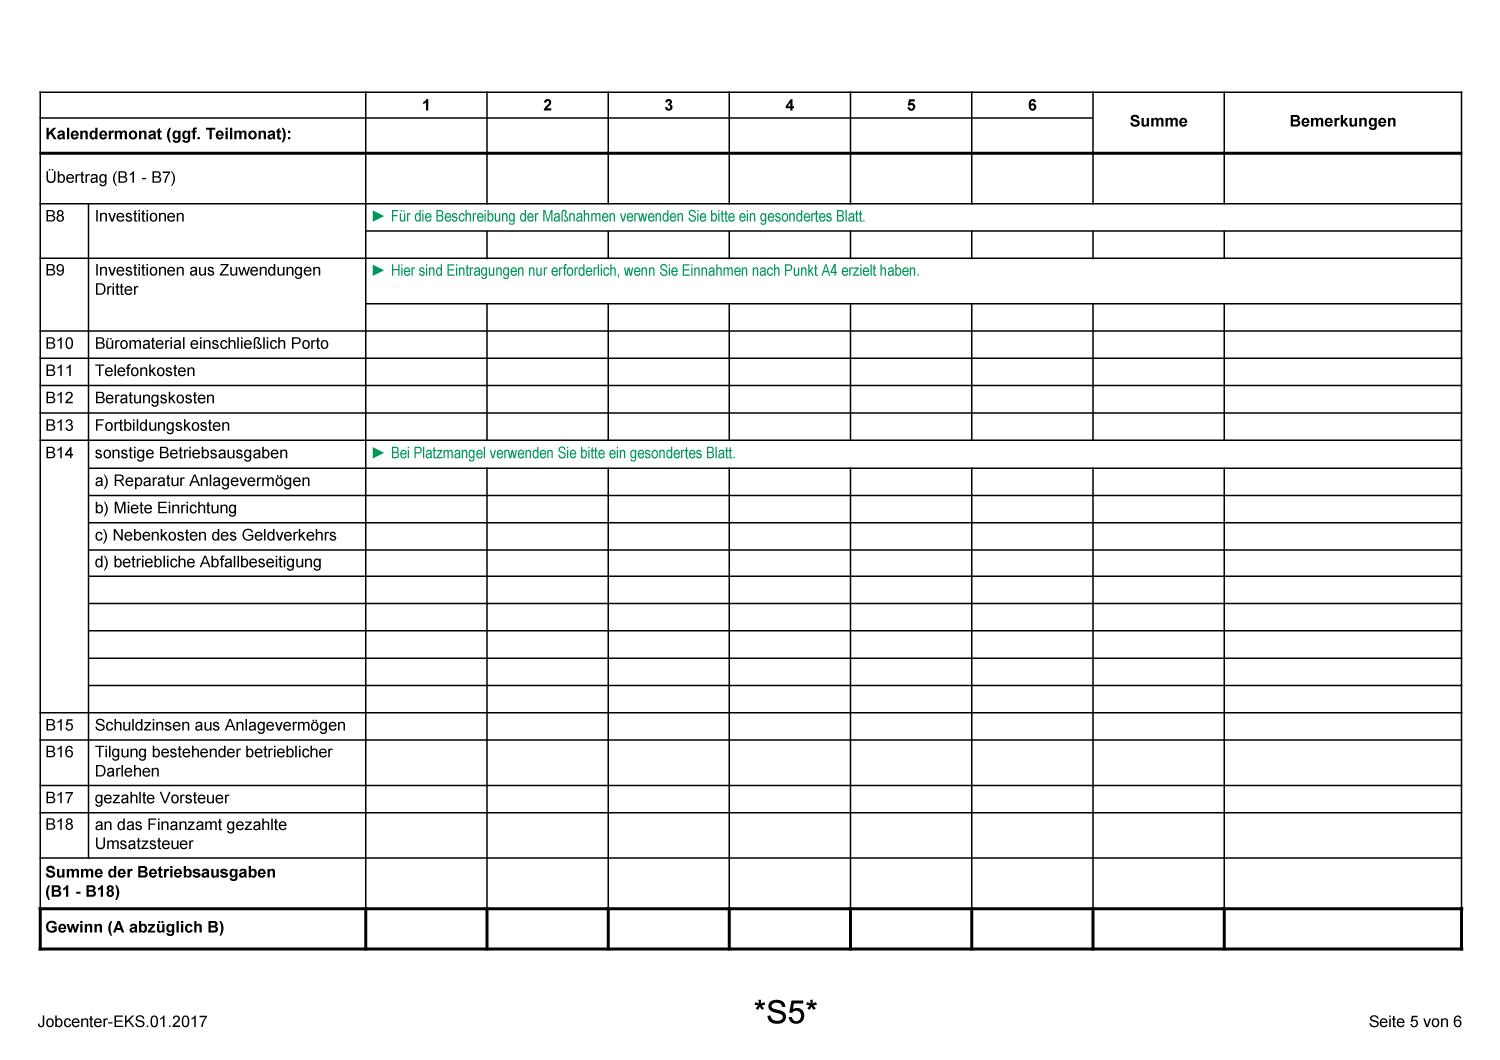 1 2 3 4 5 6 Summe Bemerkungen
Kalendermonat (ggf. Teilmonat):
Übertrag (B1 - B7)
B8 Investitionen ► Für die Beschreibung der Maßnahmen verwenden Sie bitte ein gesondertes Blatt.
B9 Investitionen aus Zuwendungen ► Hier sind Eintragungen nur erforderlich, wenn Sie Einnahmen nach Punkt A4 erzielt haben.
Dritter
B10 Büromaterial einschließlich Porto
B11 Telefonkosten
B12 Beratungskosten
B13 Fortbildungskosten
B14 sonstige Betriebsausgaben ► Bei Platzmangel verwenden Sie bitte ein gesondertes Blatt.
a) Reparatur Anlagevermögen
b) Miete Einrichtung
c) Nebenkosten des Geldverkehrs
d) betriebliche Abfallbeseitigung
B15 Schuldzinsen aus Anlagevermögen
B16 Tilgung bestehender betrieblicher
Darlehen
B17 gezahlte Vorsteuer
B18 an das Finanzamt gezahlte
Umsatzsteuer
Summe der Betriebsausgaben
(B1 - B18)
Gewinn (A abzüglich B)
Jobcenter-EKS.01.2017 *S5* Seite 5 von 6